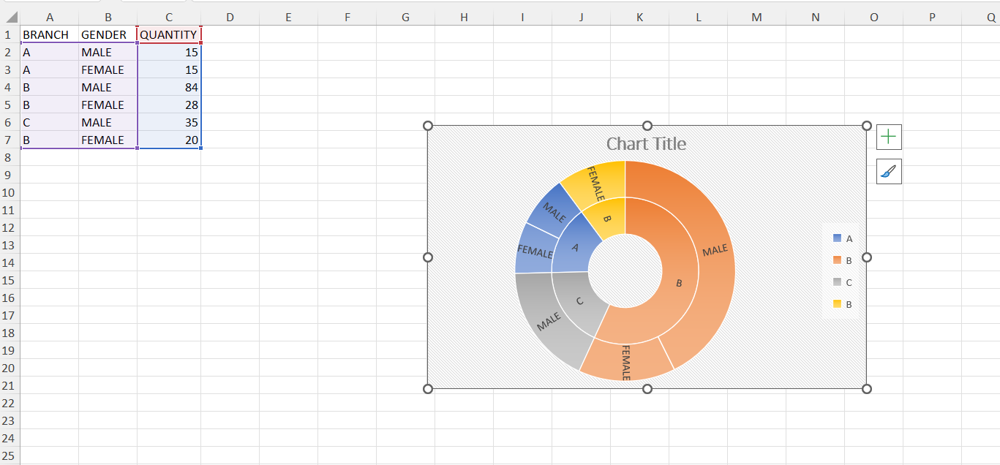 A B C D E F G H I J K L M N O P Q
1 BRANCH GENDER QUANTITY
2 A MALE 15
3 A FEMALE 15
4 B MALE 84
5 B FEMALE 28
6 C MALE 35
7 B FEMALE 20
8
9
10
11
12
13
14
15
16
17
18
19
20
21
22
23
24
25
Chart Title
FEMALE
B
MALE
A
FEMALE
MALE
B
C
MALE
FEMALE
A
B
C
B